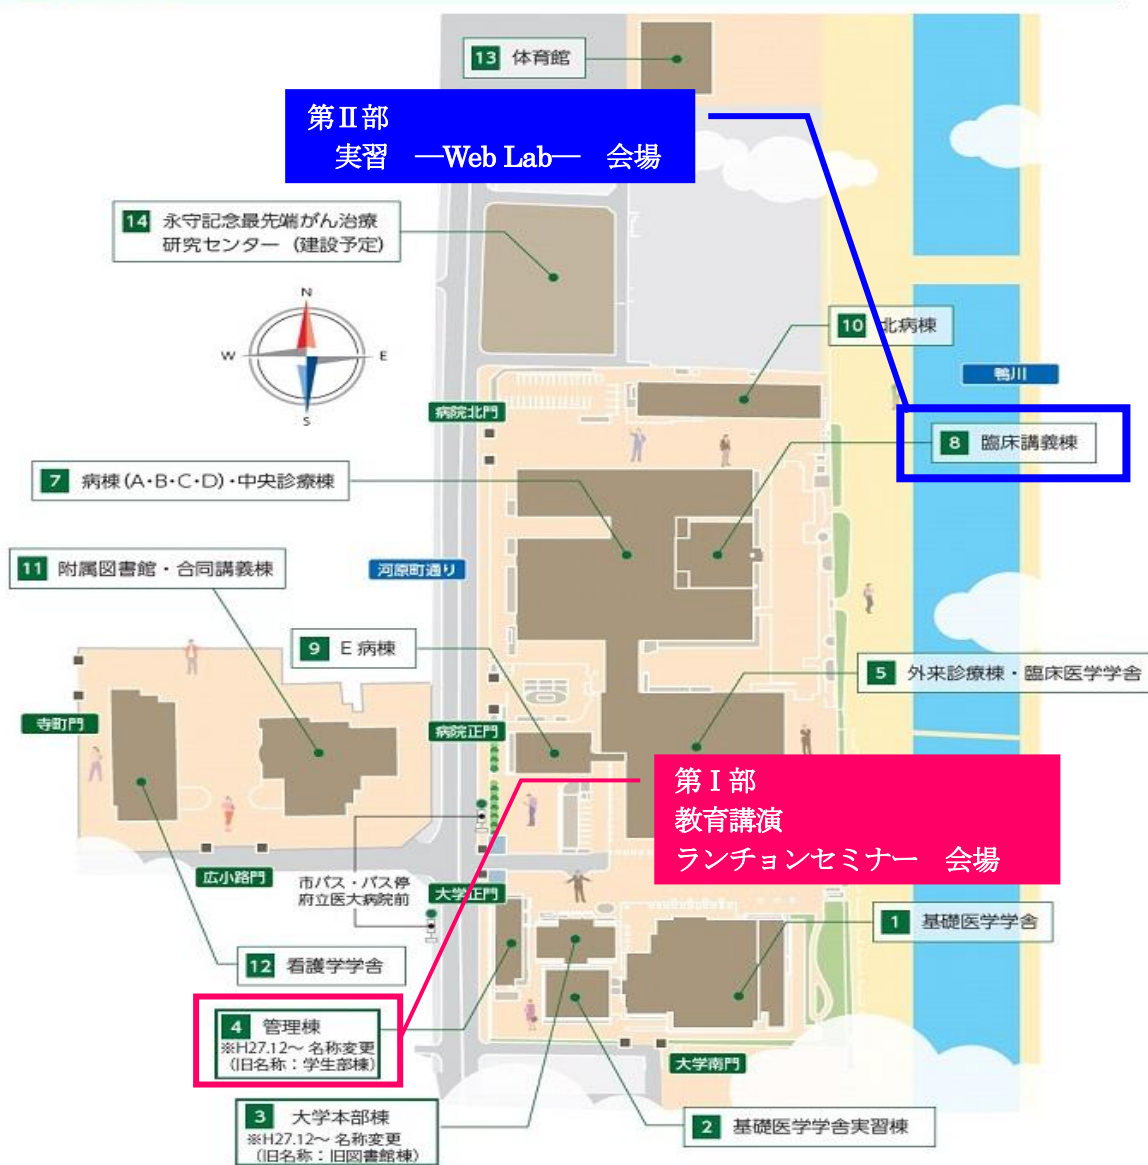 13 体育館
第Ⅱ部
実習 ―Web Lab― 会場
14 永守記念最先端がん治療
研究センター (建設予定)
N
W E
S
10 北病棟
鴨川
病院北門
8 臨床講義棟
7 病棟(A・B・C・D)・中央診療棟
11 附属図書館・合同講義棟
河原町通り
9 E 病棟
5 外来診療棟・臨床医学学舎
寺町門
病院正門
第Ⅰ部
教育講演
ランチョンセミナー 会場
広小路門
市バス・バス停
府立医大病院前
大学正門
1 基礎医学学舎
12 看護学学舎
4 管理棟
※H27.12～ 名称変更
(旧名称：学生部棟)
大学南門
3 大学本部棟
※H27.12～ 名称変更
(旧名称：旧図書館棟)
2 基礎医学学舎実習棟